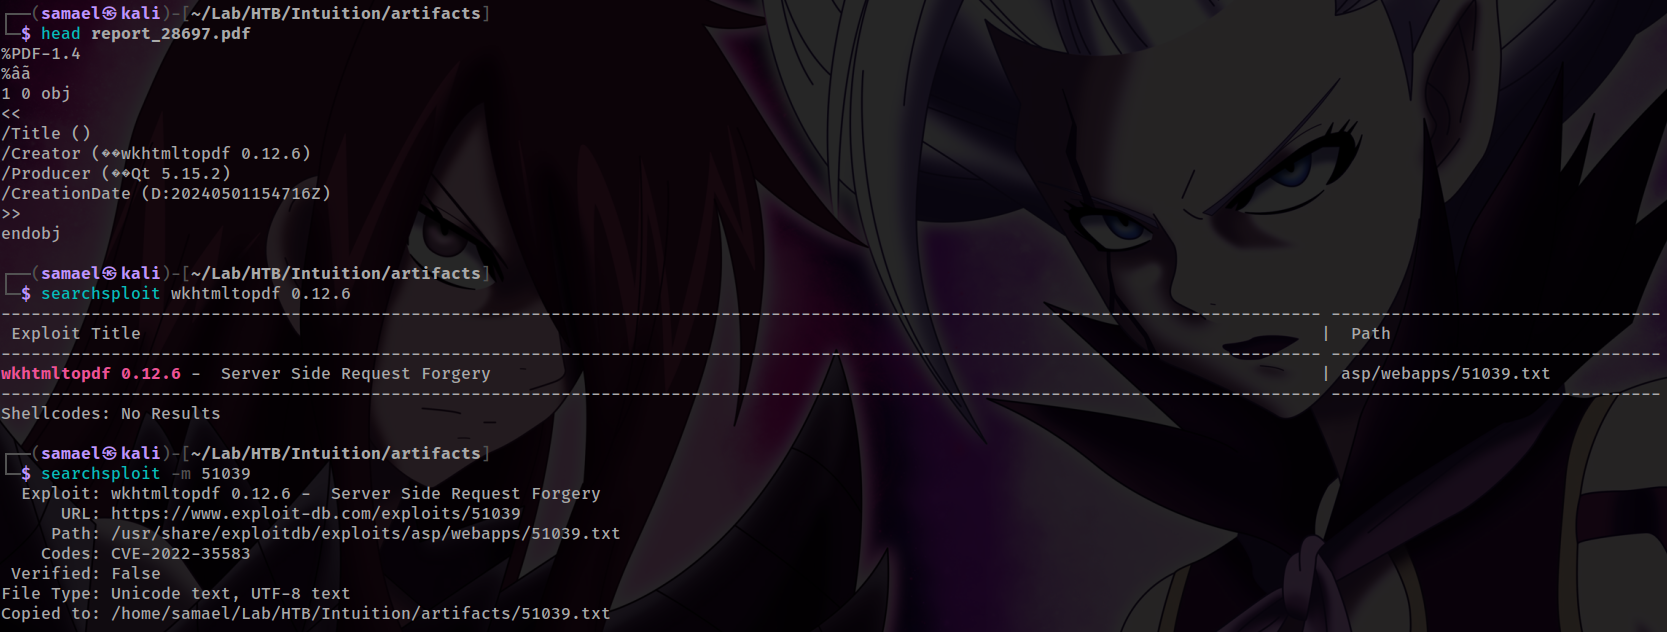 ┌──(samael㉿kali)-[~/Lab/HTB/Intuition/artifacts]
└─$ head report_28697.pdf
%PDF-1.4
%âã
1 0 obj
<<
/Title ()
/Creator (��wkhtmltopdf 0.12.6)
/Producer (��Qt 5.15.2)
/CreationDate (D:20240501154716Z)
>>
endobj
┌──(samael㉿kali)-[~/Lab/HTB/Intuition/artifacts]
└─$ searchsploit wkhtmltopdf 0.12.6
---------------------------------------------------------------- ---------------------------------
Exploit Title | Path
---------------------------------------------------------------- ---------------------------------
wkhtmltopdf 0.12.6 -  Server Side Request Forgery | asp/webapps/51039.txt
---------------------------------------------------------------- ---------------------------------
Shellcodes: No Results
┌──(samael㉿kali)-[~/Lab/HTB/Intuition/artifacts]
└─$ searchsploit -m 51039
Exploit: wkhtmltopdf 0.12.6 -  Server Side Request Forgery
URL: https://www.exploit-db.com/exploits/51039
Path: /usr/share/exploitdb/exploits/asp/webapps/51039.txt
Codes: CVE-2022-35583
Verified: False
File Type: Unicode text, UTF-8 text
Copied to: /home/samael/Lab/HTB/Intuition/artifacts/51039.txt